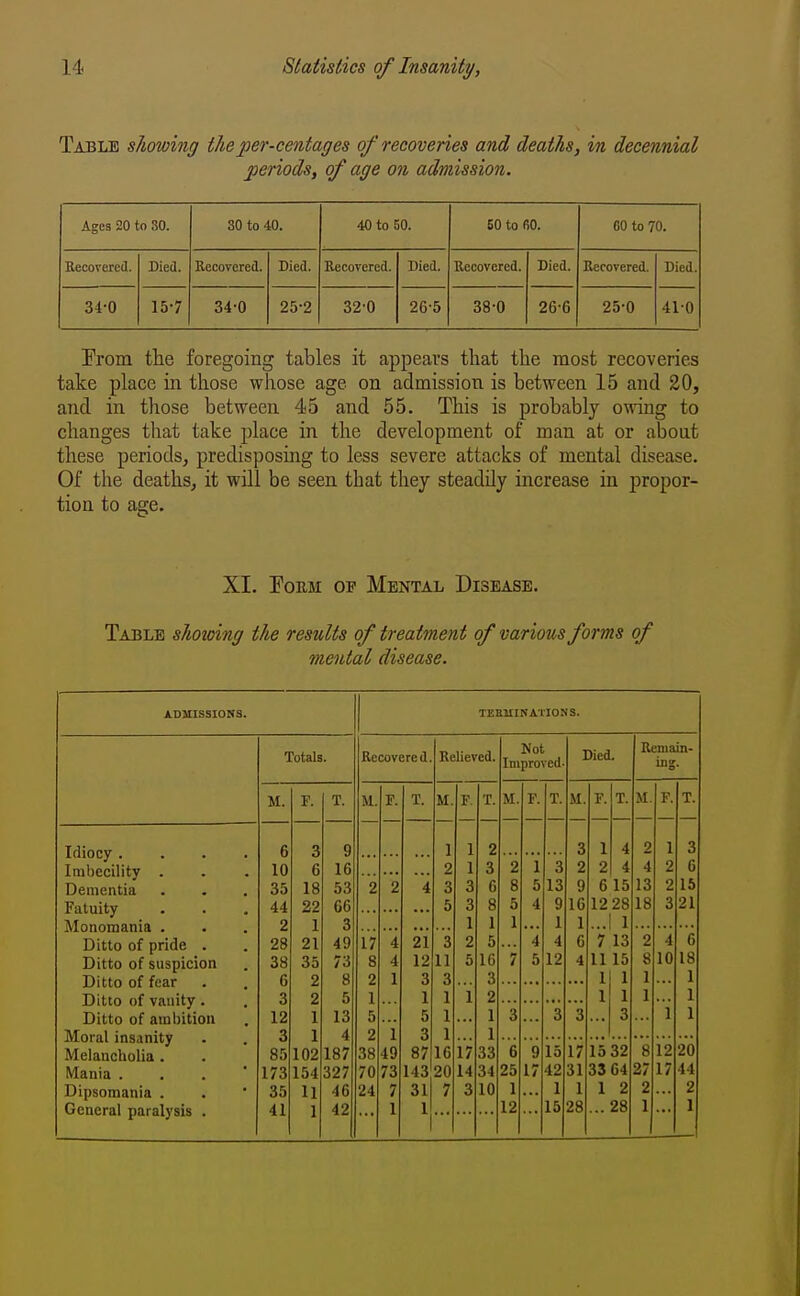 14 Statistics of Insanity,
TABLE showing the per-centages of recoveries and deaths, in decennial
periods, of age on admission.
Ages 20 to 30. 30 to 40. 40 to 50. 50 to 60. 60 to 70.
Recovered. Died. Recovered. Died. Recovered. Died. Recovered. Died. Recovered. Died.
34·0 15·7 34·0 25·2 32·0 26·5 38·0 26·6 25·0 41·0
From the foregoing tables it appears that the most recoveries
take place in those whose age on admission is between 15 and 20,
and in those between 45 and 55. This is probably owing to
changes that take place in the development of man at or about
these periods, predisposing to less severe attacks of mental disease.
Of the deaths, it will be seen that they steadily increase in propor-
tion to age.
XI. FORM OF MENTAL DISEASE.
TABLE showing the results of treatment of various forms of
mental disease.
ADMISSIONS. TERMINATIONS.
Totals. Recovered. Relieved. Not Improved. Died. Remain-
ing.
M. F. T. M. F. T. M. F. T. M. F. T. M. F. T. M. F. T.
Idiocy . . . . 6 3 9 ... ... ... 1 1 2 ... ... ... 3 1 4 2 1 3
Imbecility . . . 10 6 16 ... ... ... 2 1 3 2 1 3 2 2 4 4 2 6
Dementia . . . 35 18 53 2 2 4 3 3 6 8 5 13 9 6 15 13 2 15
Fatuity . . . 44 22 66 ... ... ... 5 3 8 5 4 9 16 12 28 18 3 21
Monomania . . . 2 1 3 ... ... ... ... 1 1 1 ... 1 1 ... 1 ... ... ...
Ditto of pride . . 28 21 49 17 4 21 3 2 5 ... 4 4 6 7 13 2 4 6
Ditto of suspicion . 38 35 73 8 4 12 11 5 16 7 5 12 4 11 15 8 10 18
Ditto of fear . . 6 2 8 2 1 3 3 ... 3 ... ... ... ... 1 1 1 ... 1
Ditto of vanity . . 3 2 5 1 ... 1 1 1 2 ... ... ... ... 1 1 1 ... 1
Ditto of ambition . 12 1 13 5 ... 5 1 ... 1 3 ... 3 3 ... 3 ... 1 1
Moral insanity . . 3 1 4 2 1 3 1 ... 1 ... ... ... ... ... ... ... ... ...
Melancholia . . . 85 102 187 38 49 87 16 17 33 6 9 15 17 15 32 8 12 20
Mania . . . . 173 154 327 70 73 143 20 14 34 25 17 42 31 33 64 27 17 44
Dipsomania . . . 35 11 46 24 7 31 7 3 10 1 ... 1 1 1 2 2 ... 2
General paralysis . 41 1 42 ... 1 1 ... ... ... 12 ... 15 28 ... 28 1 ... 1